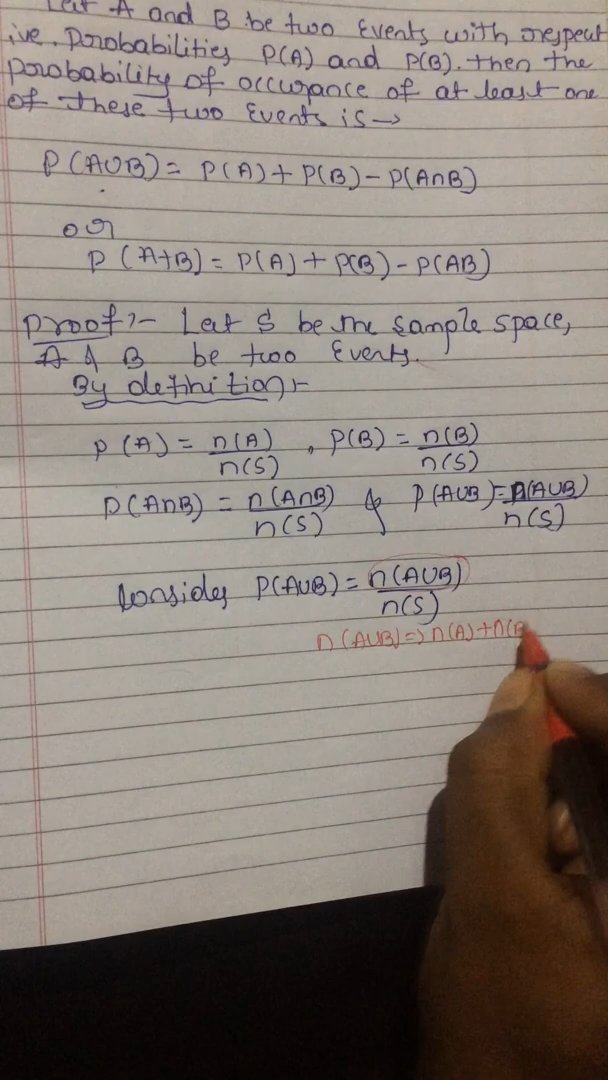 Let A and B be two Events with respect
ive. Probabilities P(A) and P(B). then the
probability of occurance of at least one
of these two Events is →
P(A∪B) = P(A) + P(B) - P(A∩B)
or
P(A+B) = P(A) + P(B) - P(AB)
Proof :- Let S be the sample space,
A & B be two Events.
By definition :-
P(A) = n(A)/n(S) , P(B) = n(B)/n(S)
P(A∩B) = n(A∩B)/n(S) & P(A∪B) = n(A∪B)/n(S)
Consider P(A∪B) = n(A∪B)/n(S)
n(A∪B) => n(A) + n(B